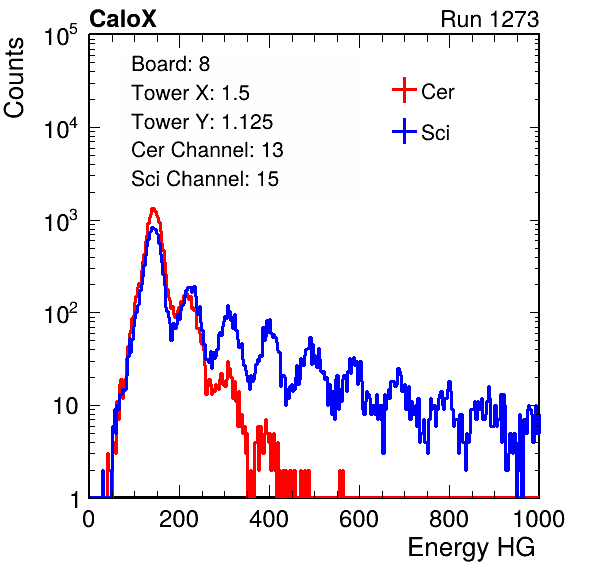 CaloX Run 1273
Counts
Board: 8
Tower X: 1.5
Tower Y: 1.125
Cer Channel: 13
Sci Channel: 15
Cer
Sci
10^5
10^4
10^3
10^2
10
1
0 200 400 600 800 1000
Energy HG